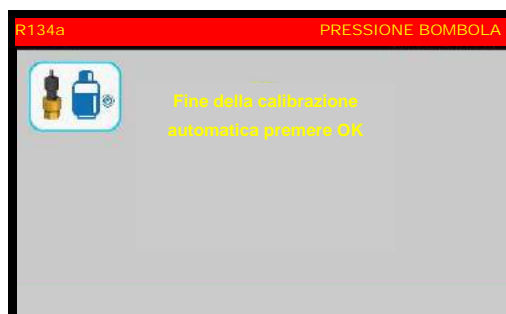 R134a PRESSIONE BOMBOLA
Fine della calibrazione
automatica premere OK